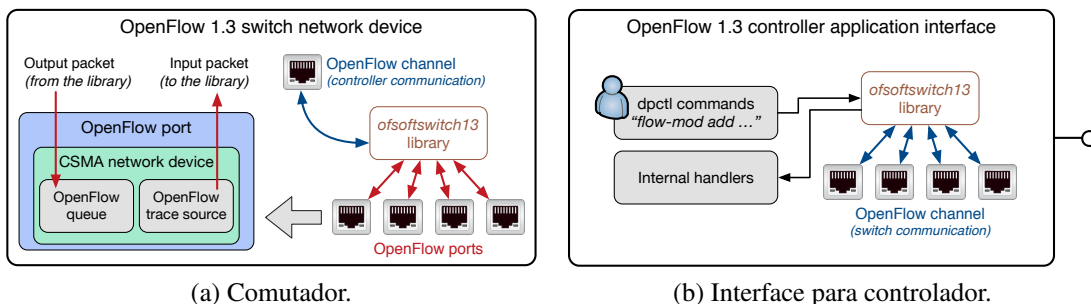 OpenFlow 1.3 switch network device
Output packet
(from the library)
Input packet
(to the library)
OpenFlow channel
(controller communication)
OpenFlow port
CSMA network device
OpenFlow
queue
OpenFlow
trace source
ofsoftswitch13
library
OpenFlow ports
(a) Comutador.
OpenFlow 1.3 controller application interface
dpctl commands
“flow-mod add …”
Internal handlers
ofsoftswitch13
library
OpenFlow channel
(switch communication)
(b) Interface para controlador.